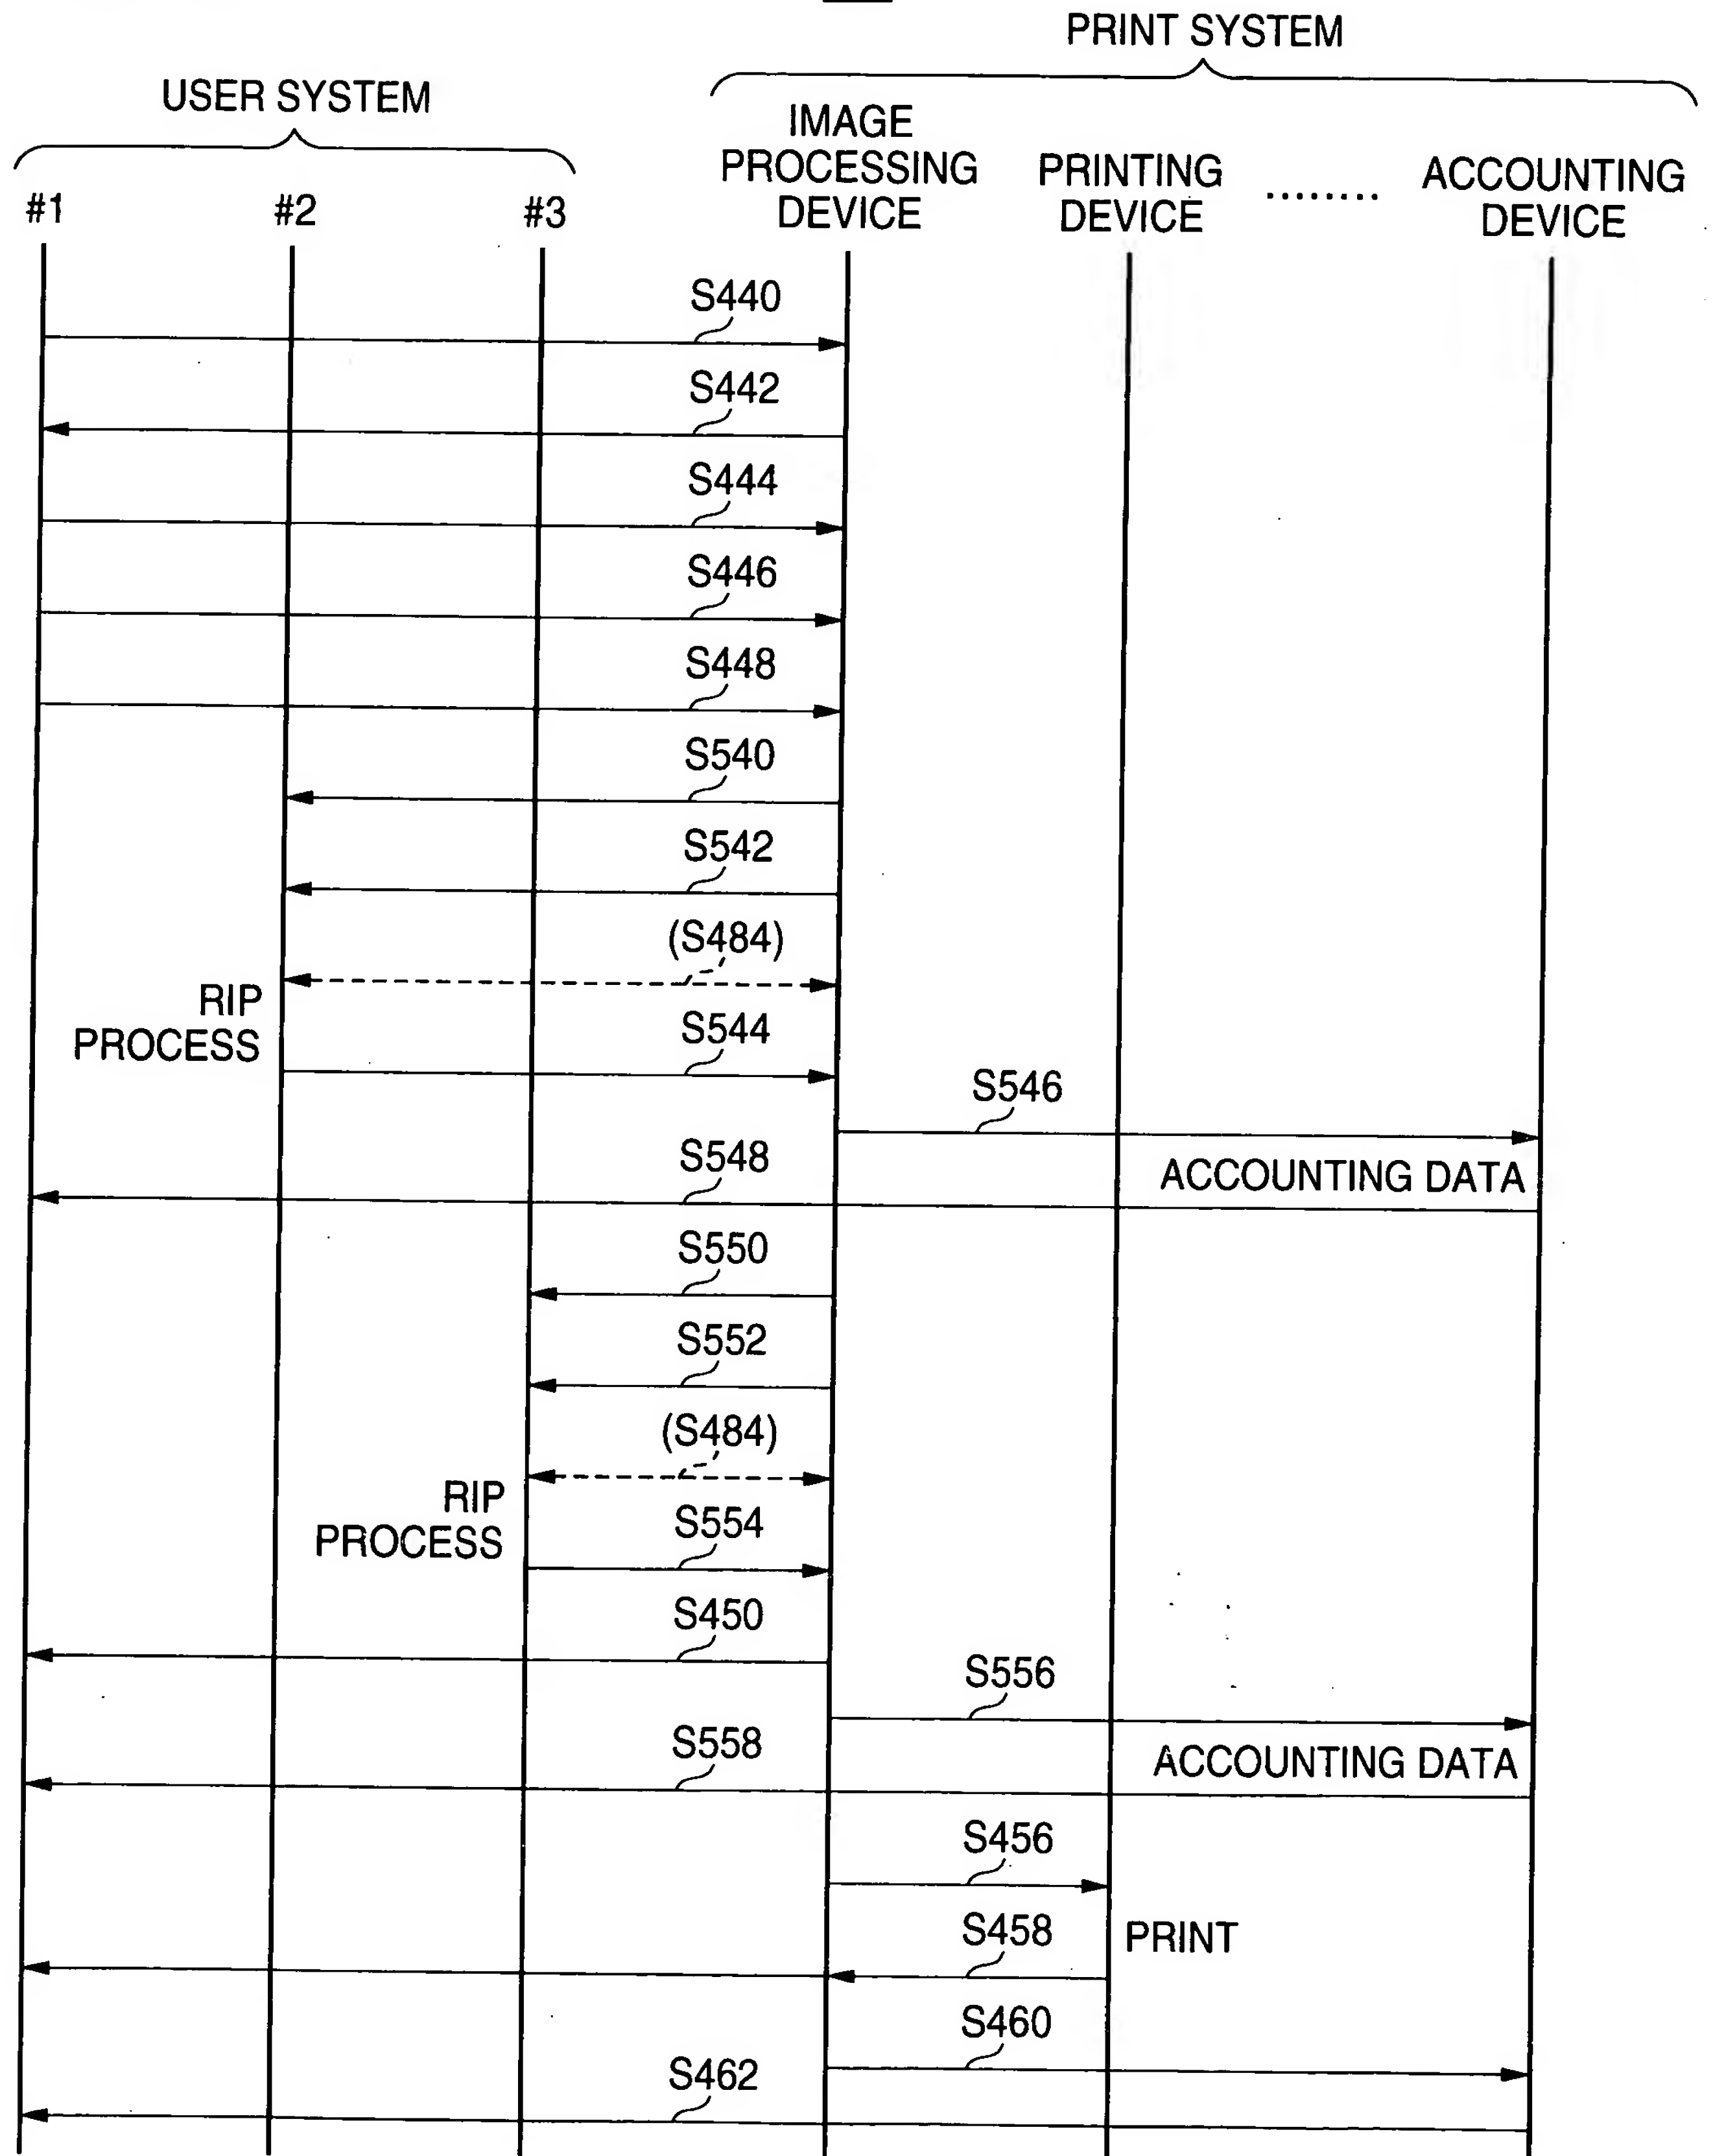 PRINT SYSTEM
USER SYSTEM
IMAGE
PROCESSING
DEVICE
PRINTING
DEVICE
........
ACCOUNTING
DEVICE
#1
#2
#3
S440
S442
S444
S446
S448
S540
S542
(S484)
RIP
PROCESS
S544
S546
S548
ACCOUNTING DATA
S550
S552
(S484)
RIP
PROCESS
S554
S450
S556
S558
ACCOUNTING DATA
S456
S458
PRINT
S460
S462